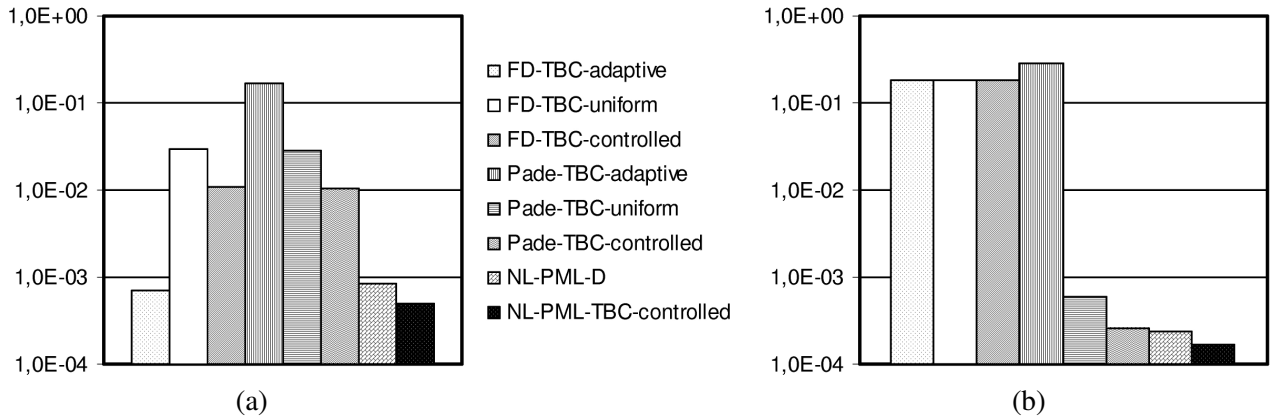 1,0E+00
1,0E-01
1,0E-02
1,0E-03
1,0E-04
(a)
FD-TBC-adaptive
FD-TBC-uniform
FD-TBC-controlled
Pade-TBC-adaptive
Pade-TBC-uniform
Pade-TBC-controlled
NL-PML-D
NL-PML-TBC-controlled
1,0E+00
1,0E-01
1,0E-02
1,0E-03
1,0E-04
(b)